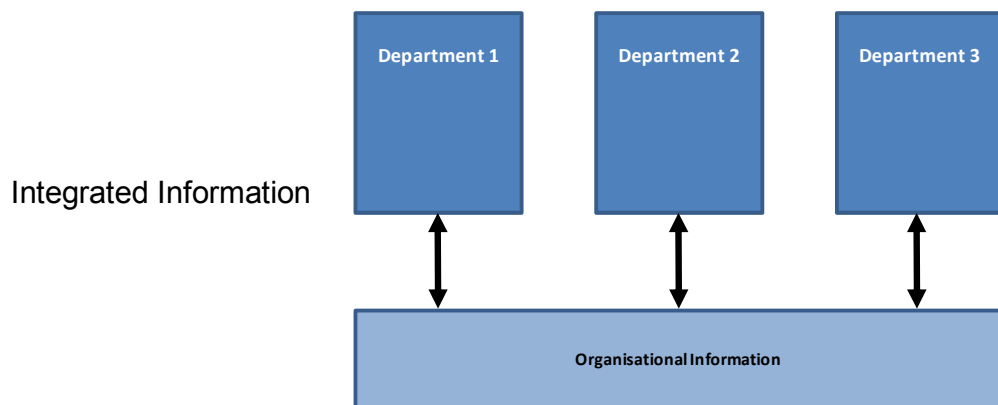 Department 1
Department 2
Department 3
Integrated Information
Organisational Information